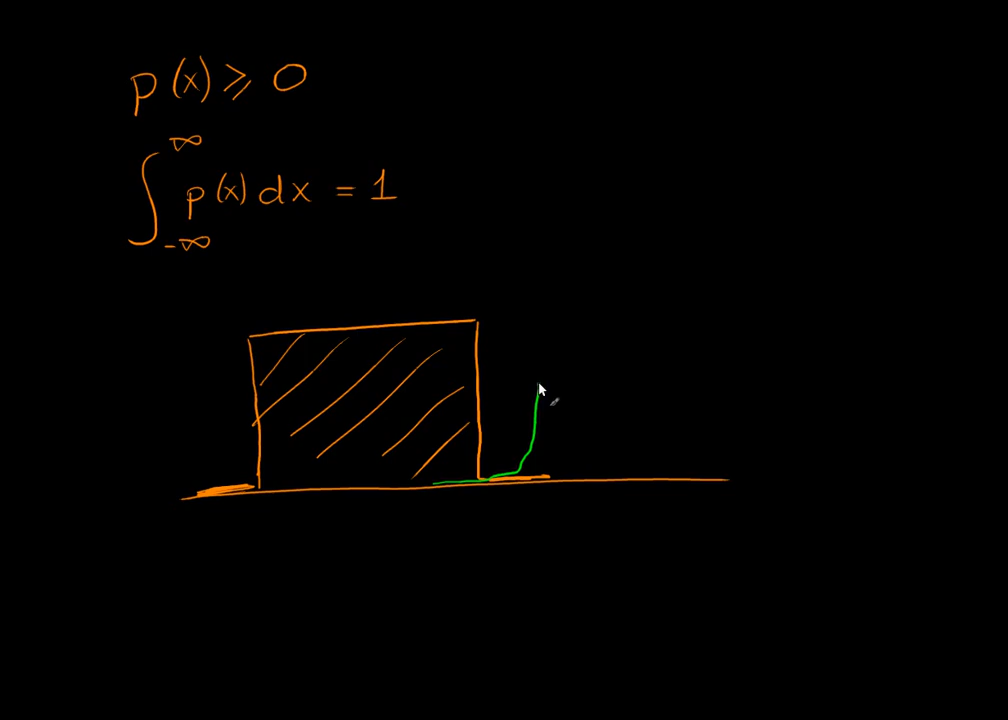 p(x) ≥ 0
∫_{-∞}^{∞} p(x) dx = 1